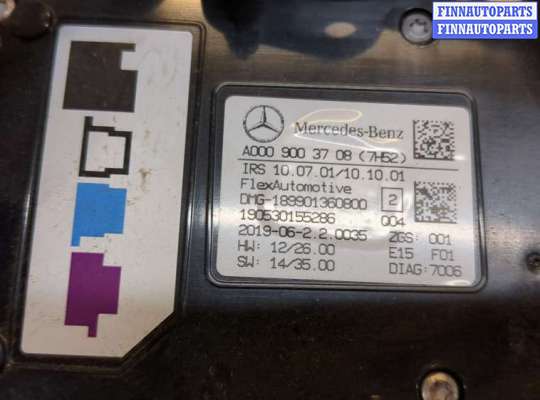 FINNAUTOPARTS
FINNAUTOPARTS
Mercedes-Benz
A000 900 37 08 (7H52)
IRS 10.07.01/10.10.01
FlexAutomotive
DMG-189901360800 2
190530155286 004
2019-06-2.2.0035 ZGS: 001
HW: 12/26.00 E15 F01
SW: 14/35.00 DIAG:7006